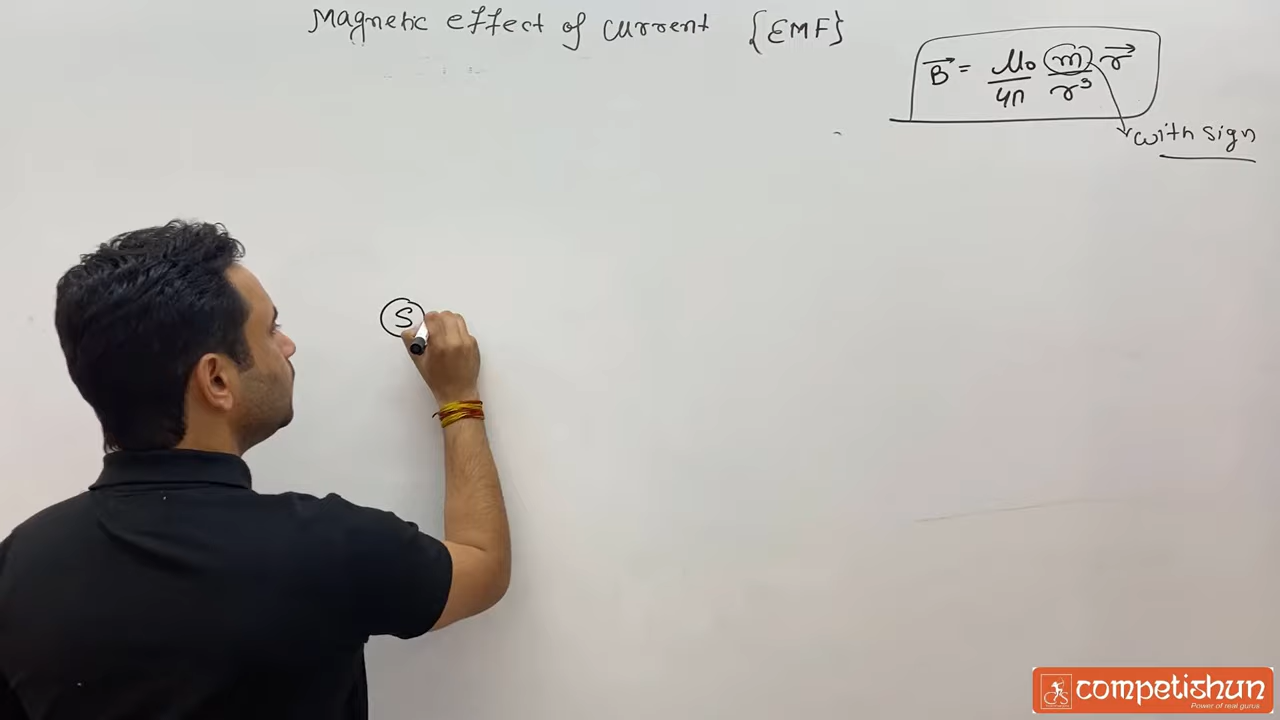 Magnetic effect of current {EMF}
B⃗ = μ₀/4π m/r³ r⃗
with sign
S
competishun
Power of real gurus